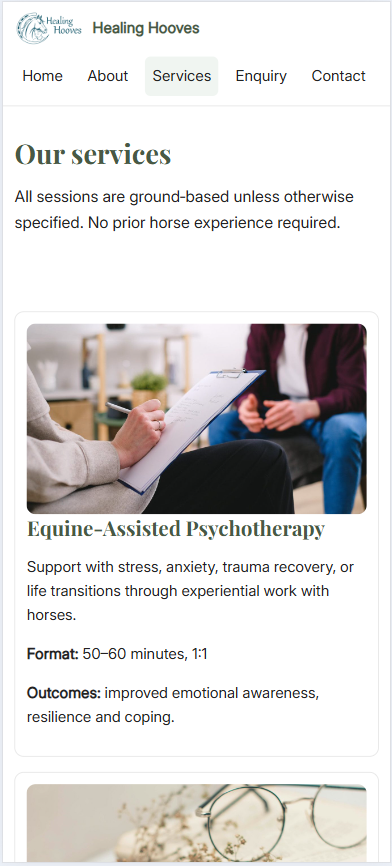 Healing
Hooves
Healing Hooves
Home About Services Enquiry Contact
Our services
All sessions are ground-based unless otherwise
specified. No prior horse experience required.
Equine-Assisted Psychotherapy
Support with stress, anxiety, trauma recovery, or
life transitions through experiential work with
horses.
Format: 50–60 minutes, 1:1
Outcomes: improved emotional awareness,
resilience and coping.